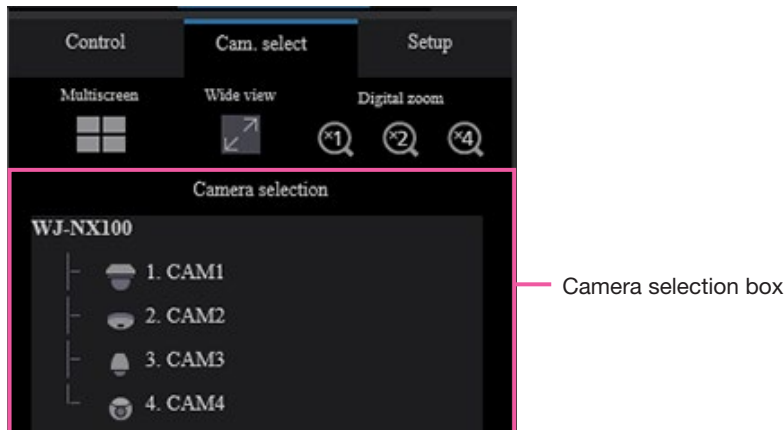 Control Cam. select Setup
Multiscreen Wide view Digital zoom
×1 ×2 ×4
Camera selection
WJ-NX100
1. CAM1
2. CAM2
3. CAM3
4. CAM4
Camera selection box